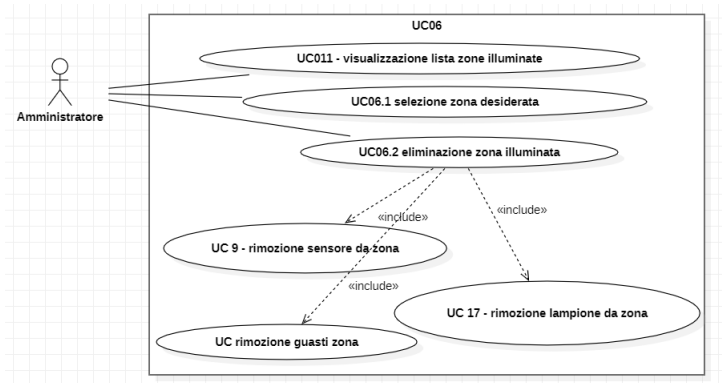 UC06
UC011 - visualizzazione lista zone illuminate
Amministratore
UC06.1 selezione zona desiderata
UC06.2 eliminazione zona illuminata
«include»
«include»
UC 9 - rimozione sensore da zona
«include»
UC 17 - rimozione lampione da zona
UC rimozione guasti zona